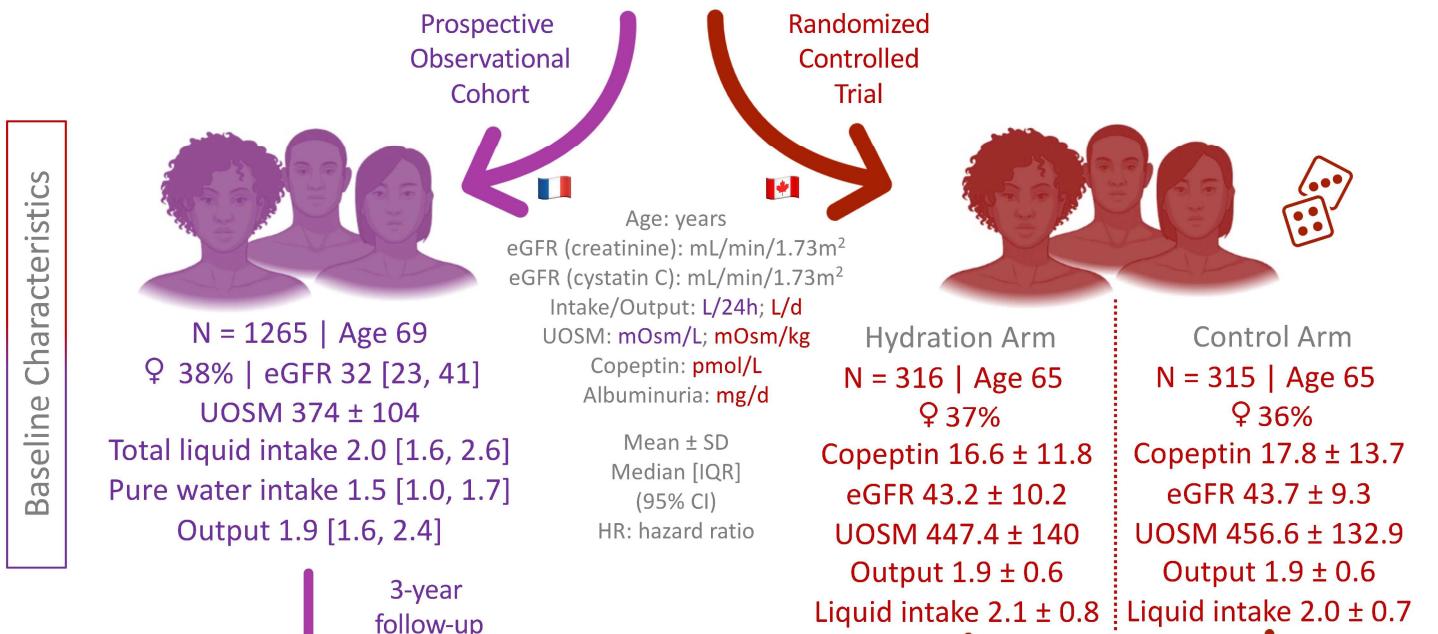 Prospective
Observational
Cohort
Randomized
Controlled
Trial
Baseline Characteristics
N = 1265 | Age 69
♀ 38% | eGFR 32 [23, 41]
UOSM 374 ± 104
Total liquid intake 2.0 [1.6, 2.6]
Pure water intake 1.5 [1.0, 1.7]
Output 1.9 [1.6, 2.4]
3-year
follow-up
Age: years
eGFR (creatinine): mL/min/1.73m²
eGFR (cystatin C): mL/min/1.73m²
Intake/Output: L/24h; L/d
UOSM: mOsm/L; mOsm/kg
Copeptin: pmol/L
Albuminuria: mg/d
Mean ± SD
Median [IQR]
(95% CI)
HR: hazard ratio
Hydration Arm
N = 316 | Age 65
♀ 37%
Copeptin 16.6 ± 11.8
eGFR 43.2 ± 10.2
UOSM 447.4 ± 140
Output 1.9 ± 0.6
Liquid intake 2.1 ± 0.8
Control Arm
N = 315 | Age 65
♀ 36%
Copeptin 17.8 ± 13.7
eGFR 43.7 ± 9.3
UOSM 456.6 ± 132.9
Output 1.9 ± 0.6
Liquid intake 2.0 ± 0.7